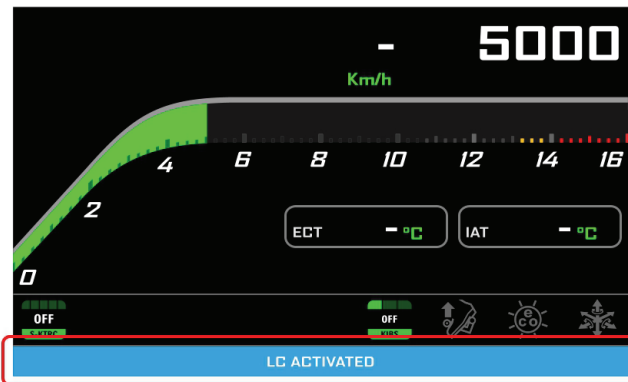 - 5000
Km/h
0 2 4 6 8 10 12 14 16
ECT - °C IAT - °C
OFF OFF eco
S-KTRC KIBS
LC ACTIVATED